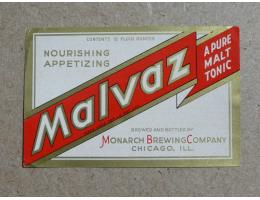 CONTENTS 12 FLUID OUNCES
NOURISHING
APPETIZING
Malvaz
A PURE
MALT
TONIC
BREWED AND BOTTLED BY
MONARCH BREWING COMPANY
CHICAGO, ILL.